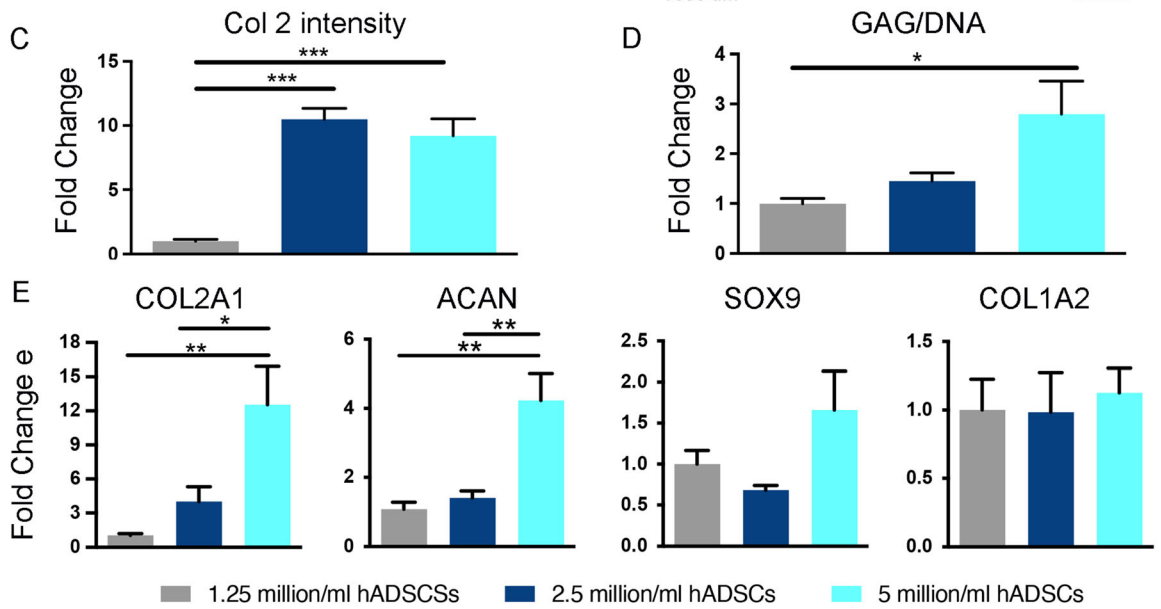 C
Col 2 intensity
Fold Change
15
10
5
0
***
***
D
GAG/DNA
Fold Change
4
3
2
1
0
*
E
COL2A1
Fold Change e
18
15
12
9
6
3
0
*
**
ACAN
6
4
2
0
**
**
SOX9
2.5
2.0
1.5
1.0
0.5
0.0
COL1A2
1.5
1.0
0.5
0.0
1.25 million/ml hADSCSs
2.5 million/ml hADSCs
5 million/ml hADSCs